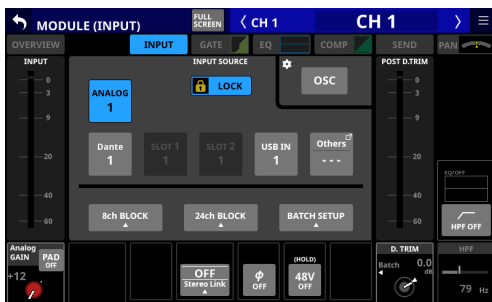 MODULE (INPUT)
FULL
SCREEN
CH 1
CH 1
OVERVIEW
INPUT
GATE
EQ
COMP
SEND
PAN
INPUT
INPUT SOURCE
POST D.TRIM
0
3
9
20
40
60
ANALOG
1
LOCK
OSC
Dante
1
SLOT 1
1
SLOT 2
1
USB IN
1
Others
---
8ch BLOCK
24ch BLOCK
BATCH SETUP
0
3
9
20
40
60
EQ/OFF
HPF OFF
Analog
GAIN
PAD
OFF
+12
OFF
Stereo Link
Φ
OFF
(HOLD)
48V
OFF
D. TRIM
Batch
0.0
dB
HPF
79 Hz